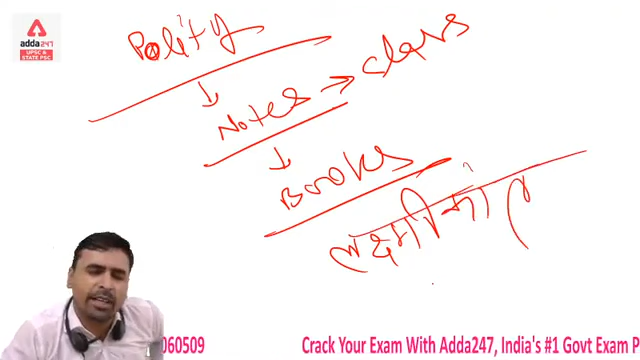 adda247
UPSC &
STATE PSC
Polity
Notes → class
Books
लक्ष्मीकांत
060509
Crack Your Exam With Adda247, India's #1 Govt Exam P